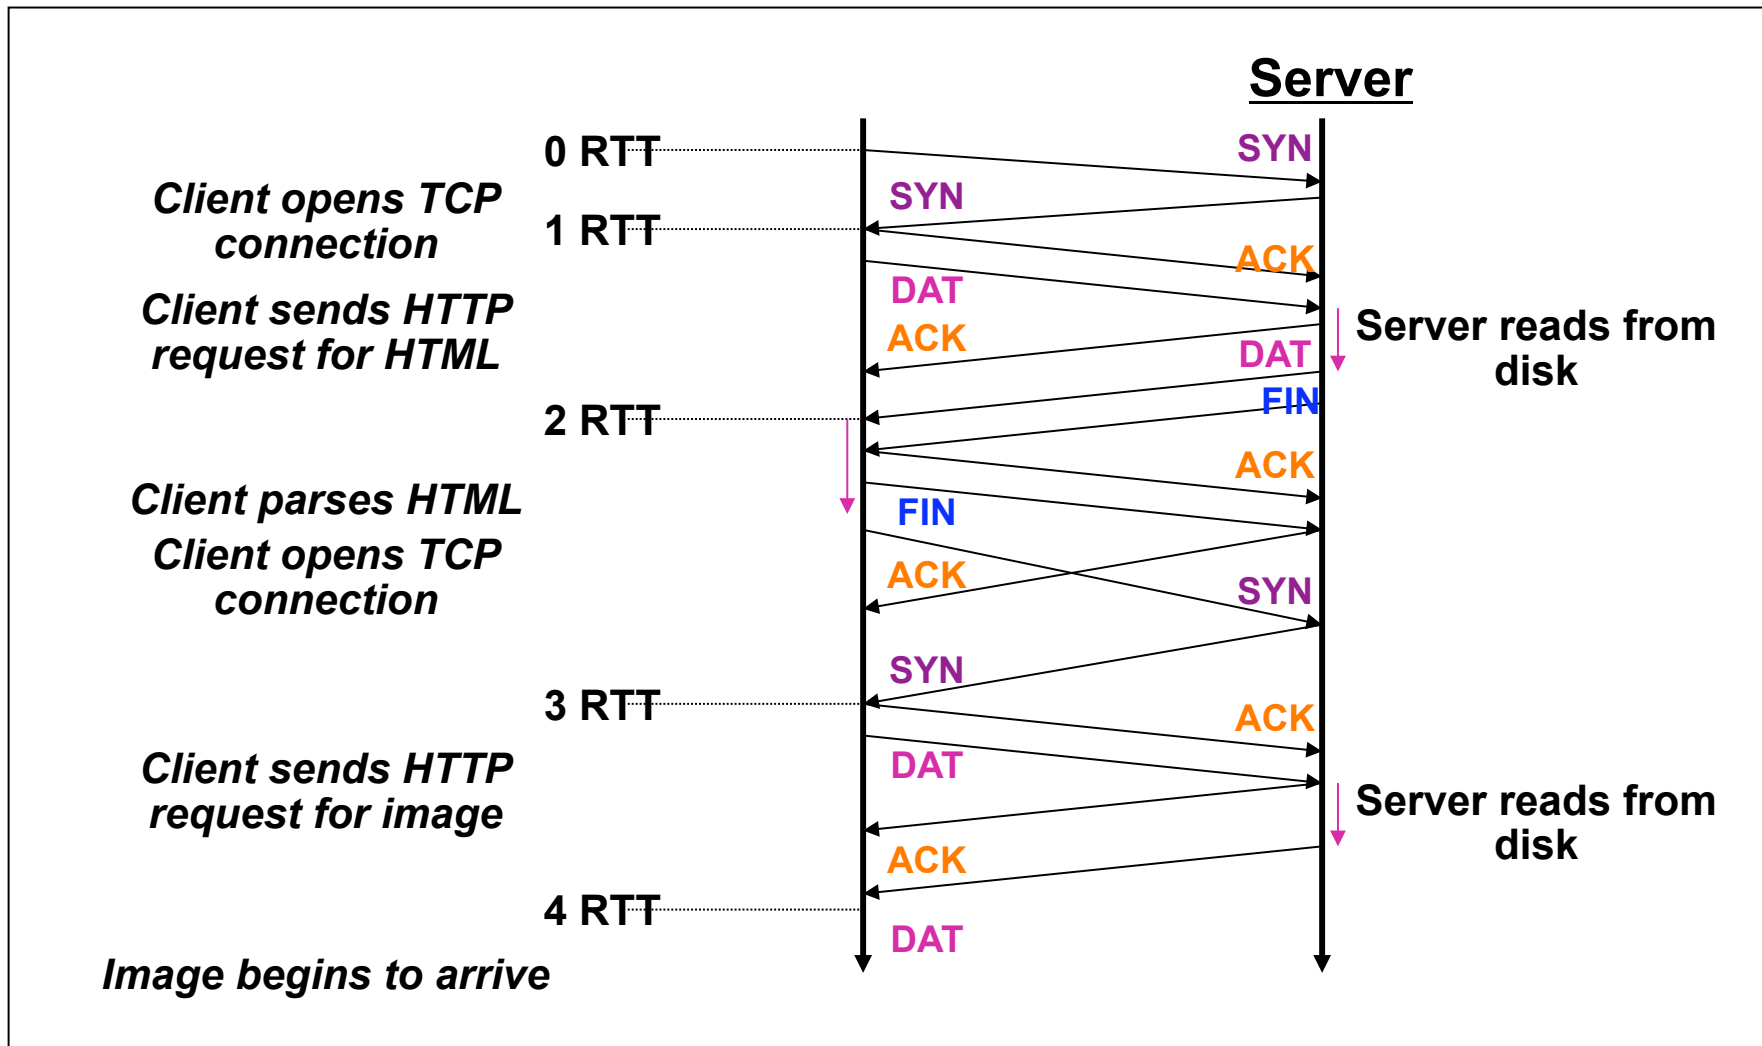 Server
0 RTT
SYN
Client opens TCP
connection
SYN
1 RTT
ACK
DAT
Client sends HTTP
request for HTML
ACK
Server reads from
disk
DAT
FIN
2 RTT
ACK
Client parses HTML
FIN
Client opens TCP
connection
ACK
SYN
SYN
3 RTT
ACK
Client sends HTTP
request for image
DAT
Server reads from
disk
ACK
4 RTT
DAT
Image begins to arrive